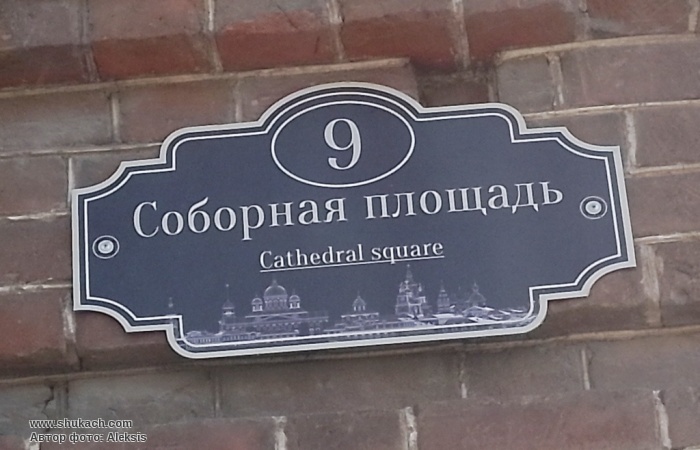 9
Соборная площадь
Cathedral square
www.shukach.com
Автор фото: Aleksis